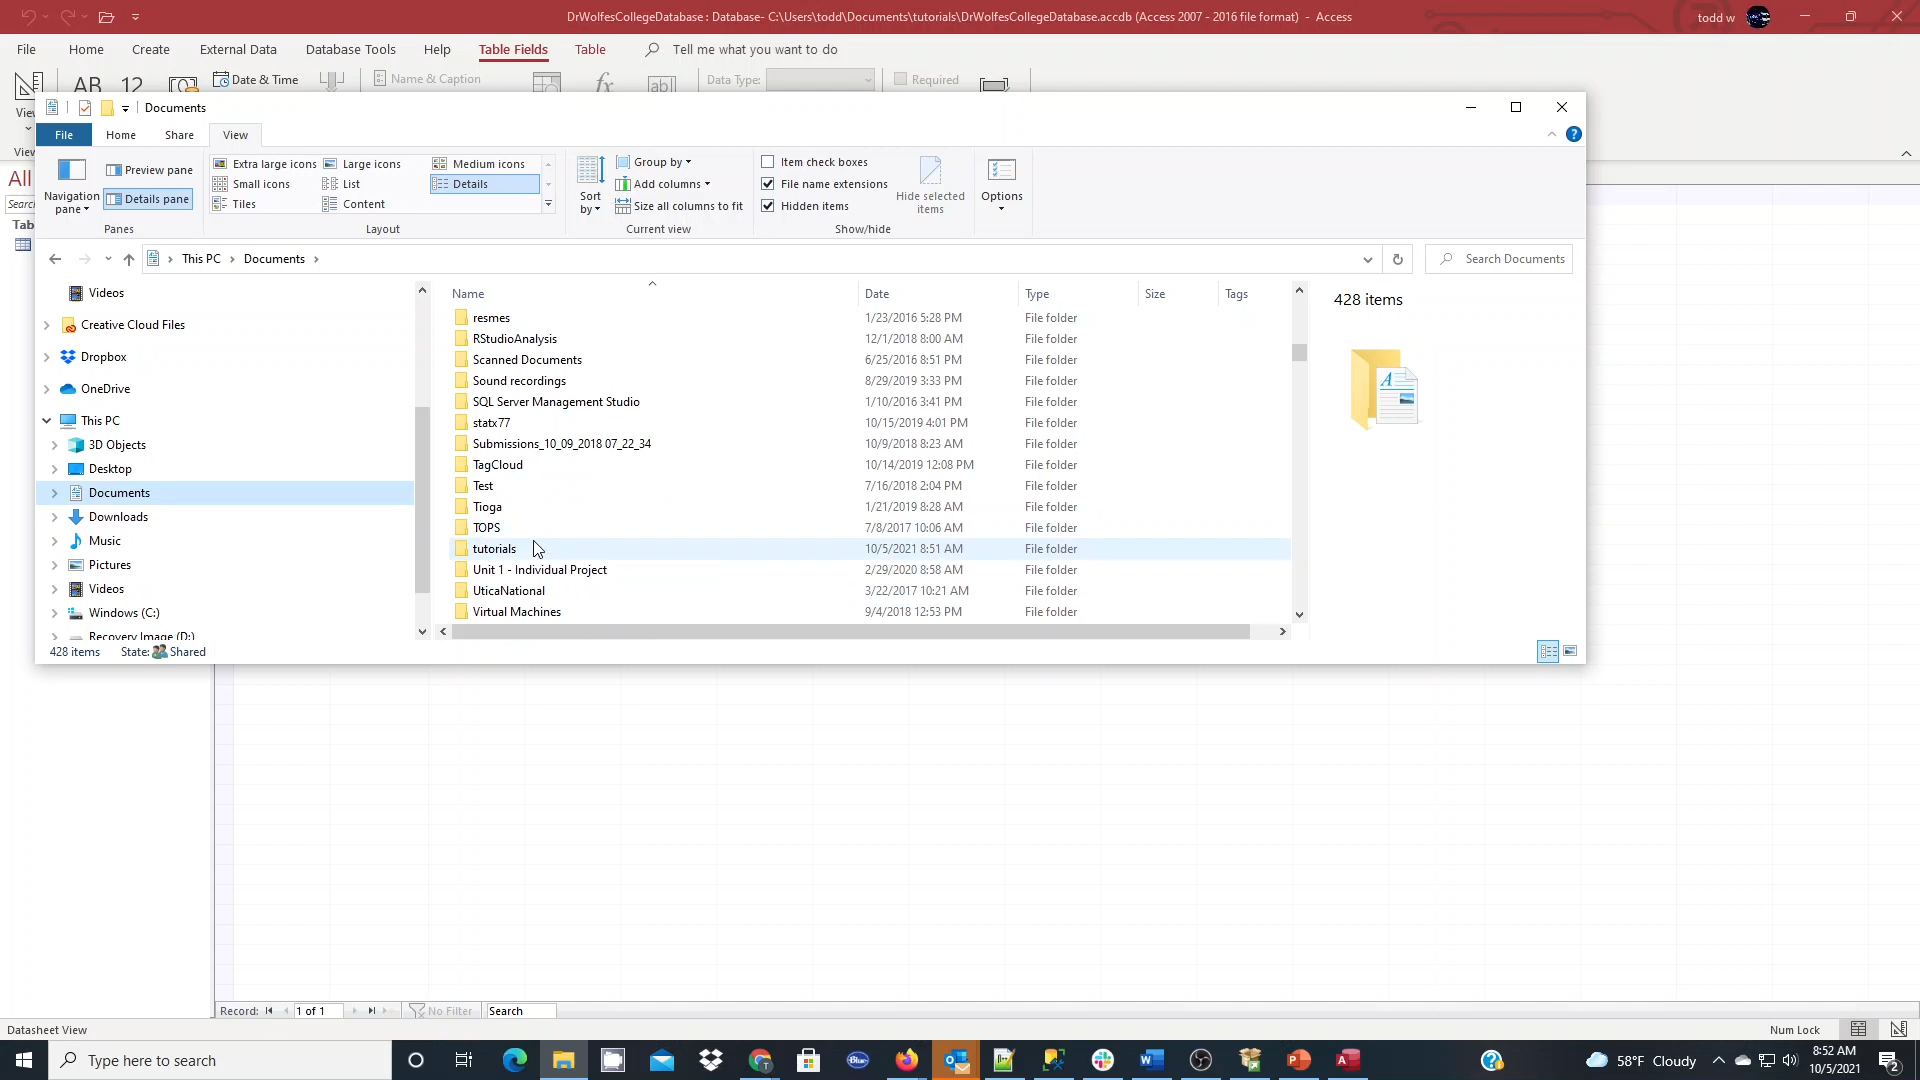 DrWolfesCollegeDatabase : Database- C:\Users\todd\Documents\tutorials\DrWolfesCollegeDatabase.accdb (Access 2007 - 2016 file format) - Access
todd w
File Home Create External Data Database Tools Help Table Fields Table Tell me what you want to do
AB 12 Date & Time Name & Caption fx ab Data Type: Required
Documents
File Home Share View
Navigation pane
Preview pane
Details pane
Panes
Extra large icons Large icons Medium icons
Small icons List Details
Tiles Content
Layout
Sort by
Group by
Add columns
Size all columns to fit
Current view
Item check boxes
File name extensions
Hidden items
Hide selected items
Show/hide
Options
All
This PC > Documents >
Search Documents
Videos
Creative Cloud Files
Dropbox
OneDrive
This PC
3D Objects
Desktop
Documents
Downloads
Music
Pictures
Videos
Windows (C:)
Recovery Image (D:)
Name Date Type Size Tags
resmes 1/23/2016 5:28 PM File folder
RStudioAnalysis 12/1/2018 8:00 AM File folder
Scanned Documents 6/25/2016 8:51 PM File folder
Sound recordings 8/29/2019 3:33 PM File folder
SQL Server Management Studio 1/10/2016 3:41 PM File folder
statx77 10/15/2019 4:01 PM File folder
Submissions_10_09_2018 07_22_34 10/9/2018 8:23 AM File folder
TagCloud 10/14/2019 12:08 PM File folder
Test 7/16/2018 2:04 PM File folder
Tioga 1/21/2019 8:28 AM File folder
TOPS 7/8/2017 10:06 AM File folder
tutorials 10/5/2021 8:51 AM File folder
Unit 1 - Individual Project 2/29/2020 8:58 AM File folder
UticaNational 3/22/2017 10:21 AM File folder
Virtual Machines 9/4/2018 12:53 PM File folder
428 items
428 items State: Shared
Record: 1 of 1 No Filter Search
Datasheet View Num Lock
Type here to search
58°F Cloudy
8:52 AM
10/5/2021
2